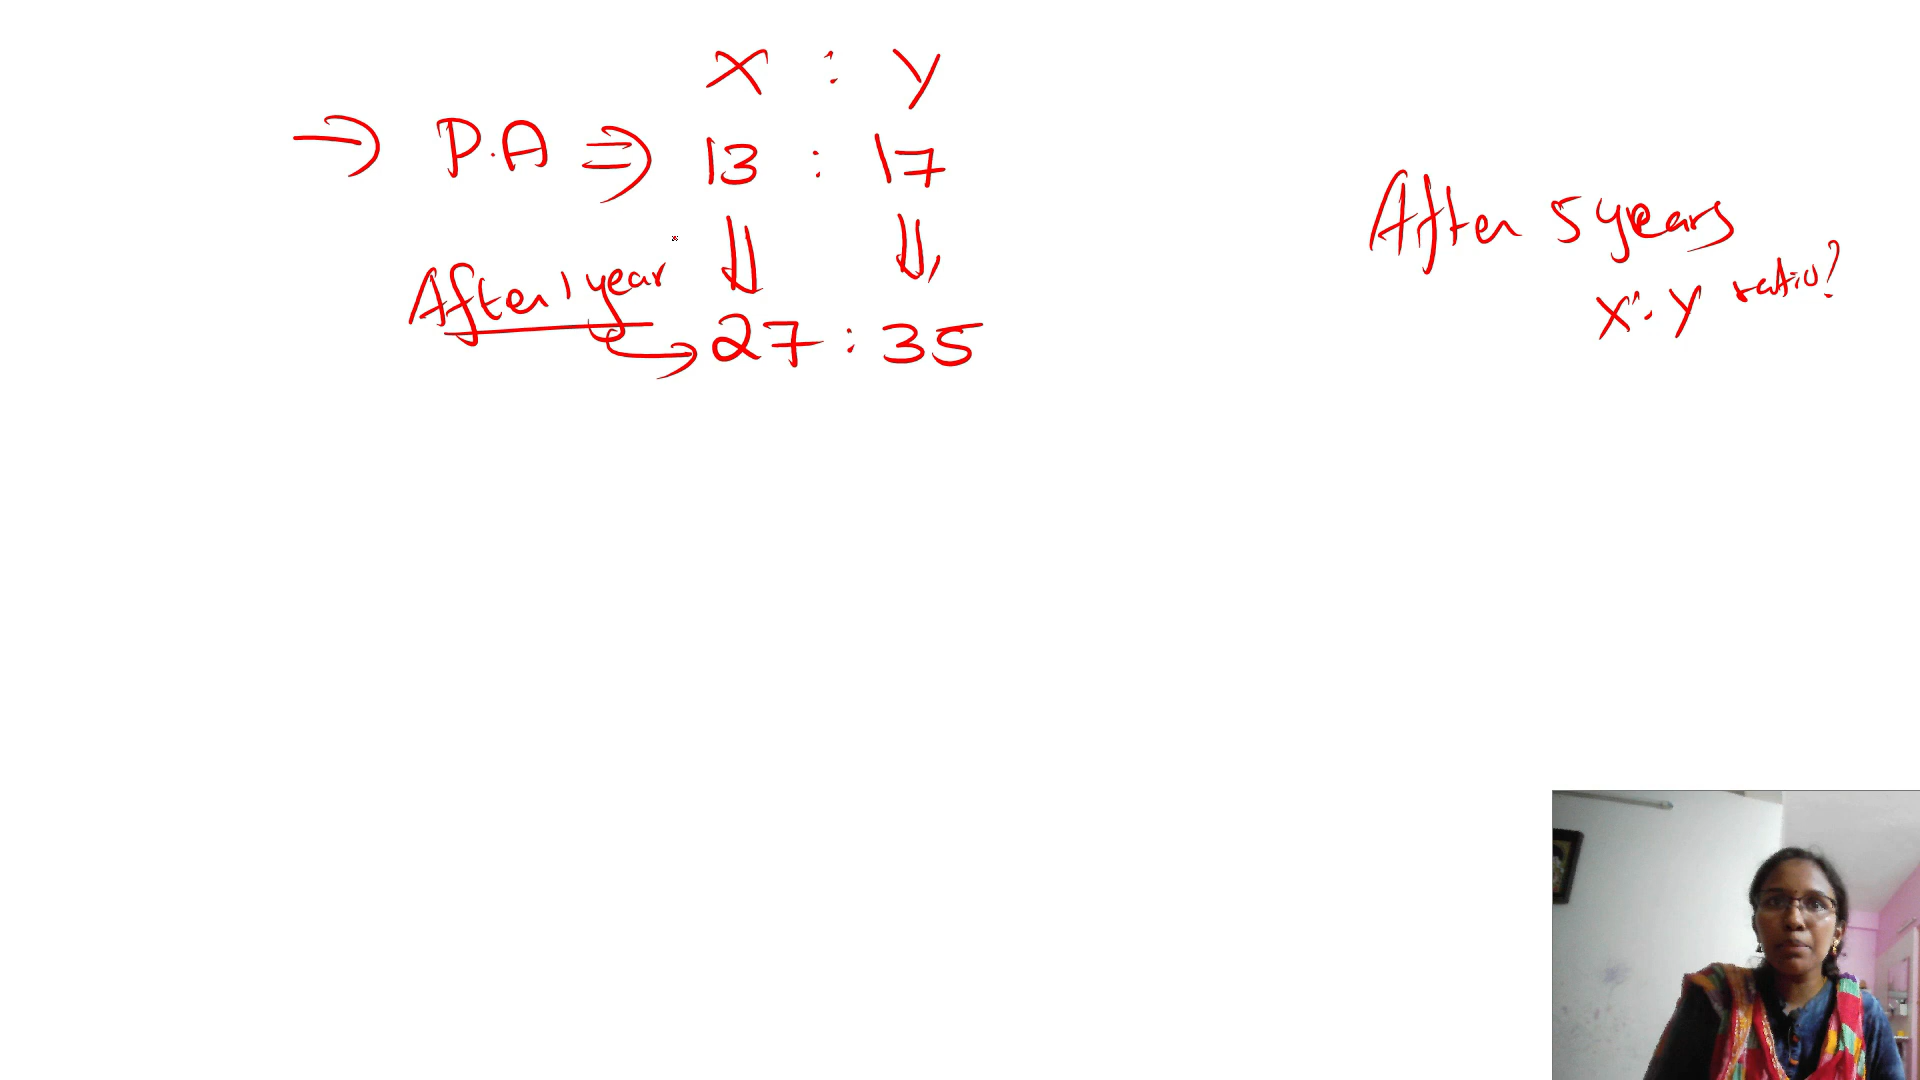 X : Y
→ P.A ⇒ 13 : 17
After 1 year
27 : 35
After 5 years
X : Y ratio?